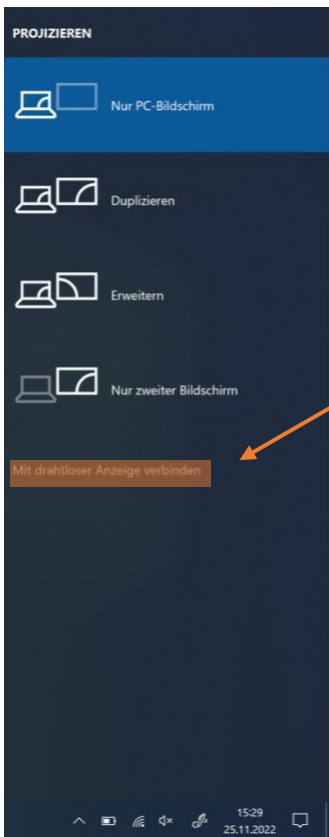 PROJIZIEREN
Nur PC-Bildschirm
Duplizieren
Erweitern
Nur zweiter Bildschirm
Mit drahtloser Anzeige verbinden
15:29
25.11.2022